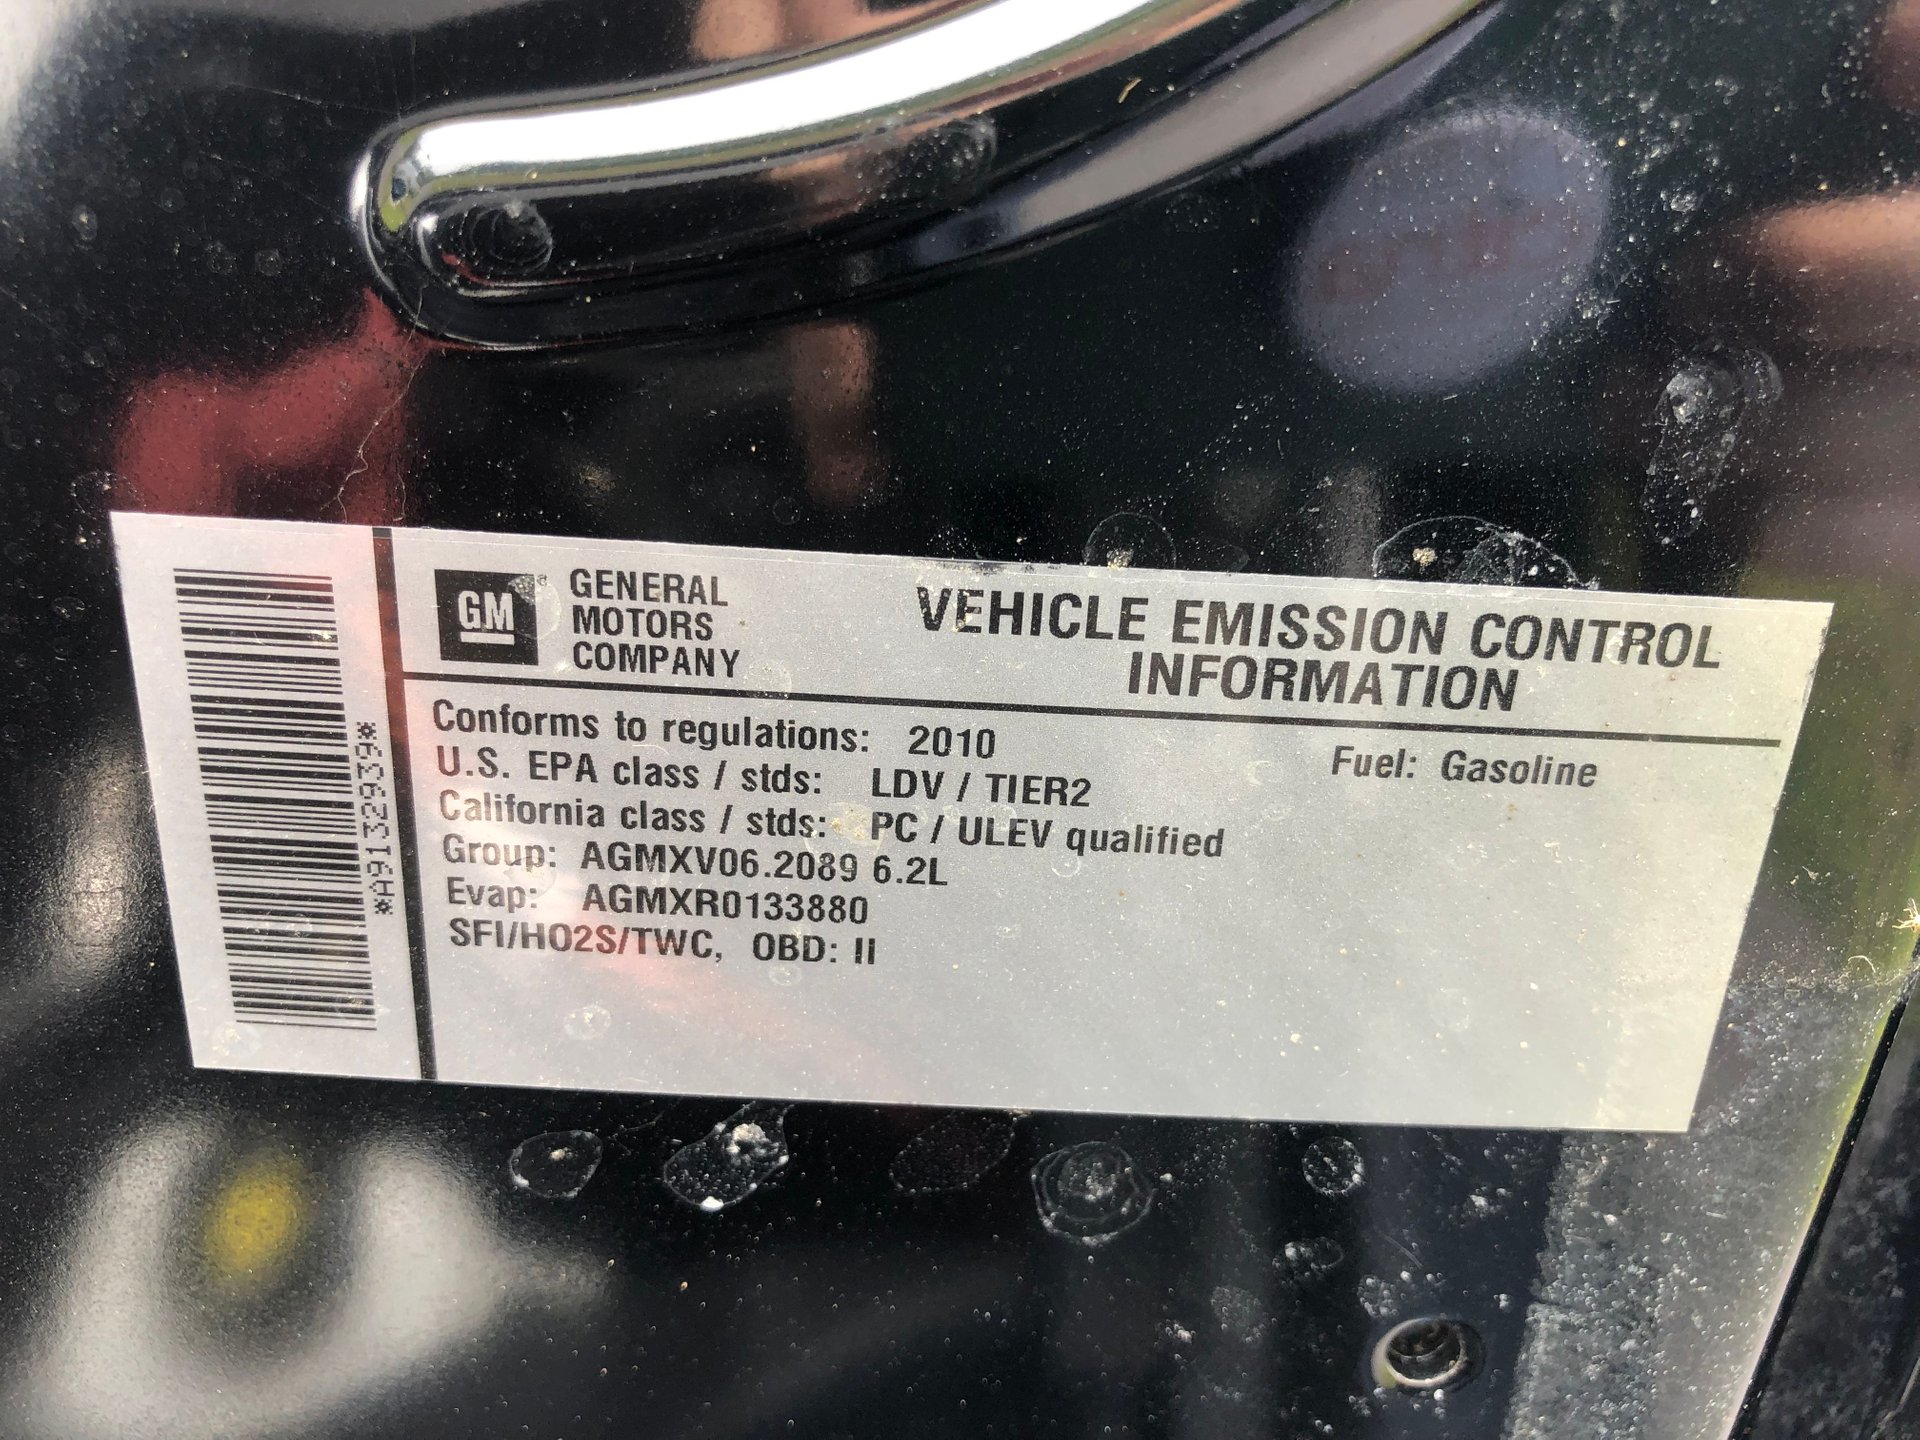 *A91329339*
GM
GENERAL
MOTORS
COMPANY
VEHICLE EMISSION CONTROL
INFORMATION
Conforms to regulations: 2010
Fuel: Gasoline
U.S. EPA class / stds: LDV / TIER2
California class / stds: PC / ULEV qualified
Group: AGMXV06.2089 6.2L
Evap: AGMXR0133880
SFI/HO2S/TWC, OBD: II